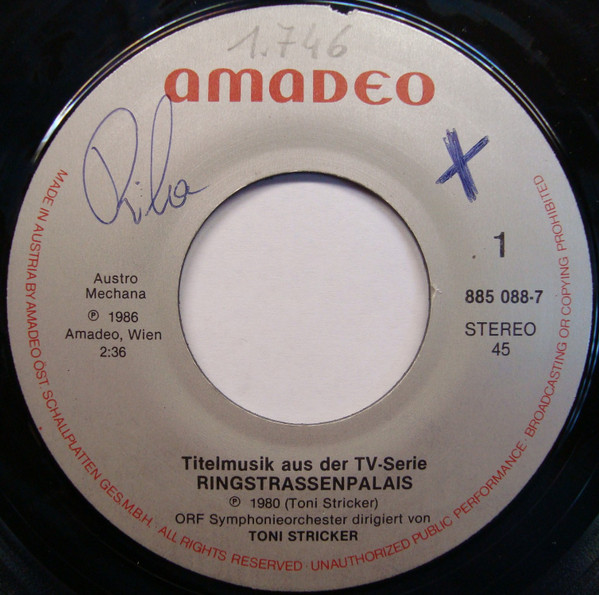 1.746
amadeo
1
885 088-7
STEREO
45
Austro
Mechana
℗ 1986
Amadeo, Wien
2:36
Titelmusik aus der TV-Serie
RINGSTRASSENPALAIS
℗ 1980 (Toni Stricker)
ORF Symphonieorchester dirigiert von
TONI STRICKER
MADE IN AUSTRIA BY AMADEO ÖST. SCHALLPLATTEN GES.M.B.H. ALL RIGHTS RESERVED · UNAUTHORIZED PUBLIC PERFORMANCE · BROADCASTING OR COPYING PROHIBITED